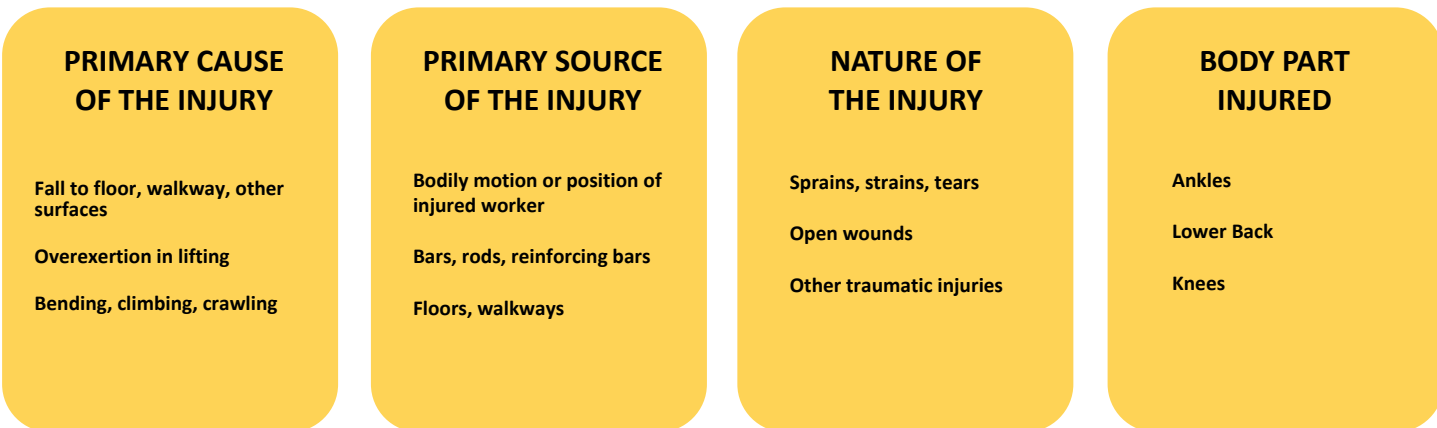 PRIMARY CAUSE
OF THE INJURY
Fall to floor, walkway, other
surfaces
Overexertion in lifting
Bending, climbing, crawling
PRIMARY SOURCE
OF THE INJURY
Bodily motion or position of
injured worker
Bars, rods, reinforcing bars
Floors, walkways
NATURE OF
THE INJURY
Sprains, strains, tears
Open wounds
Other traumatic injuries
BODY PART
INJURED
Ankles
Lower Back
Knees